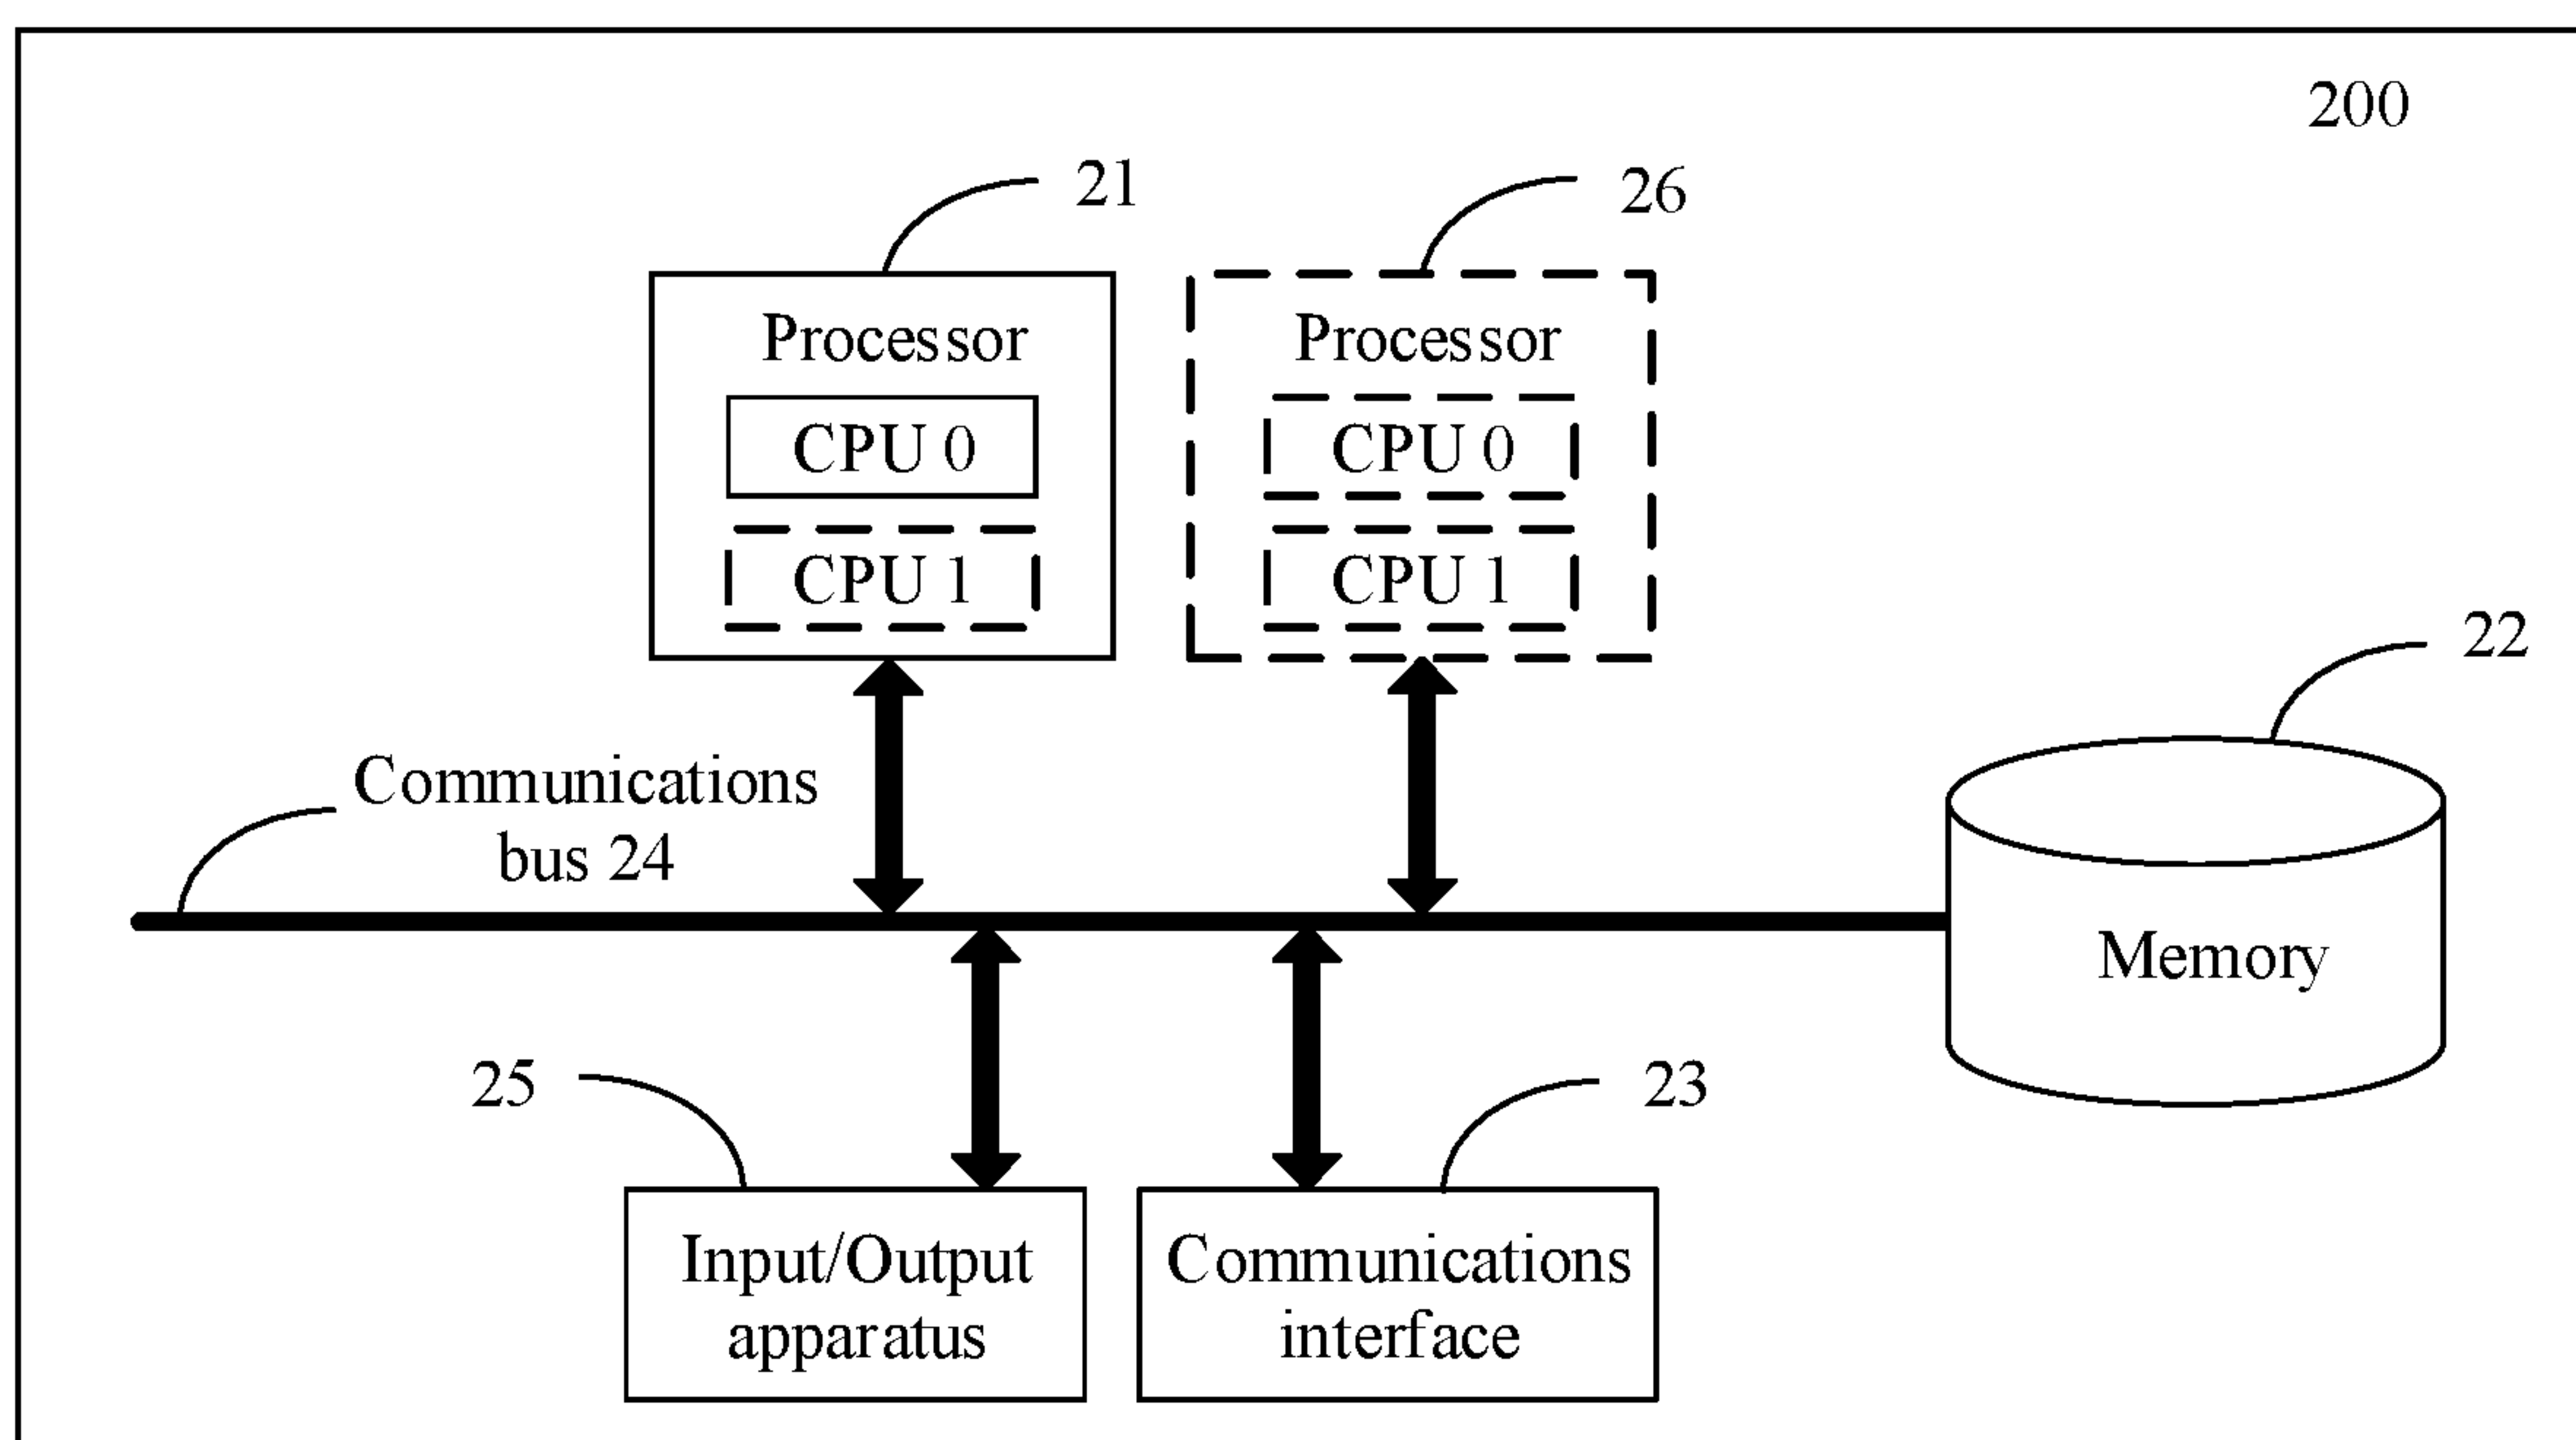 200
21
26
Processor
CPU 0
CPU 1
Processor
CPU 0
CPU 1
22
Communications
bus 24
Memory
25
23
Input/Output
apparatus
Communications
interface